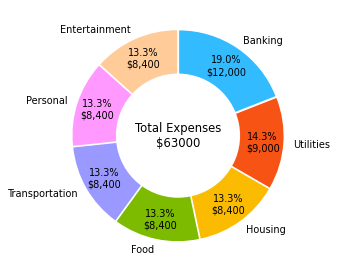 Entertainment
13.3%
$8,400
Banking
19.0%
$12,000
Personal
13.3%
$8,400
Total Expenses
$63000
14.3%
$9,000
Utilities
Transportation
13.3%
$8,400
13.3%
$8,400
Housing
13.3%
$8,400
Food